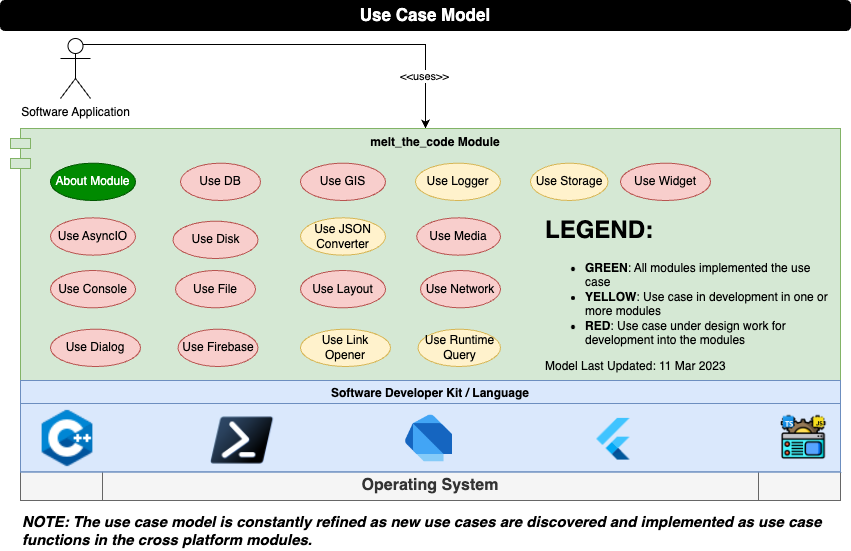 Use Case Model
<<uses>>
Software Application
melt_the_code Module
About Module
Use DB
Use GIS
Use Logger
Use Storage
Use Widget
Use AsyncIO
Use Disk
Use JSON
Converter
Use Media
LEGEND:
• GREEN: All modules implemented the use
case
• YELLOW: Use case in development in one or
more modules
• RED: Use case under design work for
development into the modules
Use Console
Use File
Use Layout
Use Network
Use Dialog
Use Firebase
Use Link
Opener
Use Runtime
Query
Model Last Updated: 11 Mar 2023
Software Developer Kit / Language
C++
TS
JS
Operating System
NOTE: The use case model is constantly refined as new use cases are discovered and implemented as use case
functions in the cross platform modules.